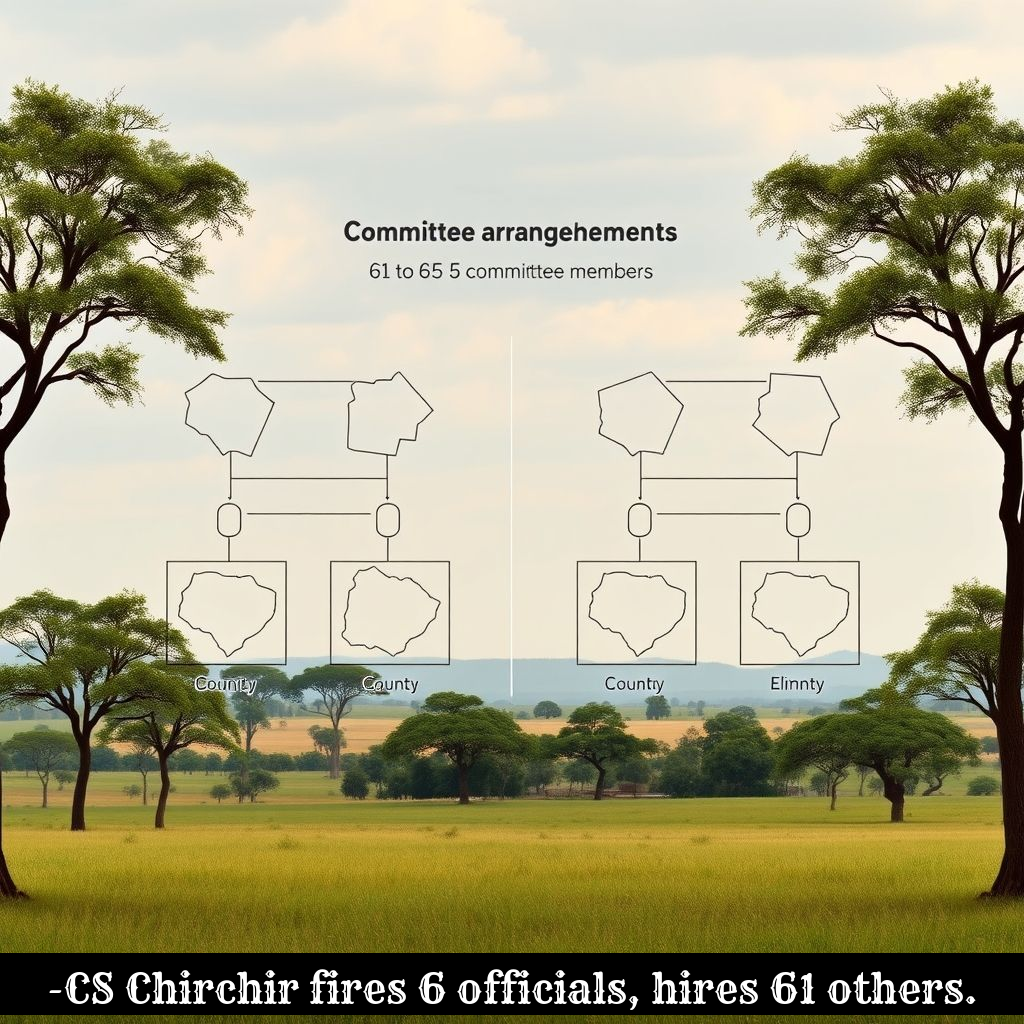 Committee arrangehements
61 to 65 5 committee members
County County County Elinnty
-CS Chirchir fires 6 officials, hires 61 others.